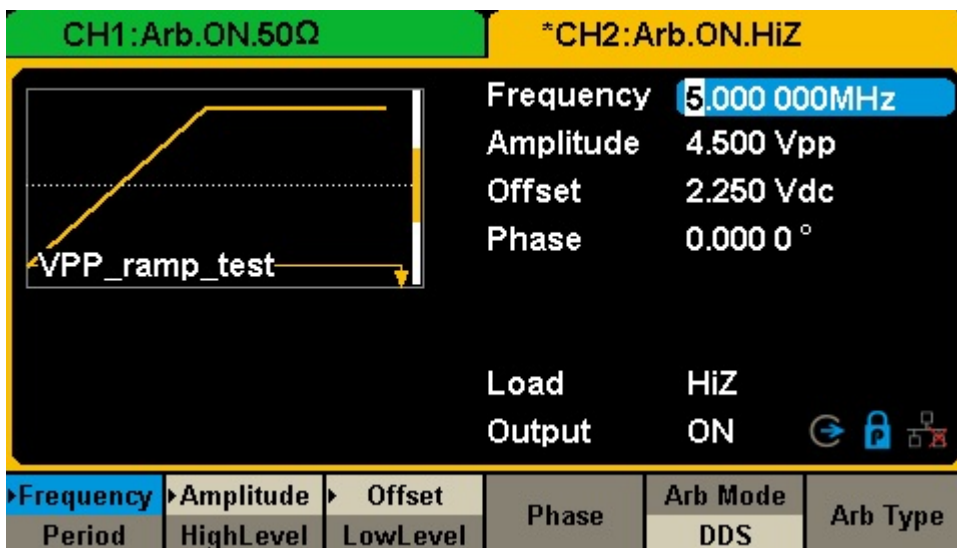 CH1:Arb.ON.50Ω
*CH2:Arb.ON.HiZ
Frequency 5.000 000MHz
Amplitude 4.500 Vpp
Offset 2.250 Vdc
Phase 0.000 0 °
VPP_ramp_test
Load HiZ
Output ON
P
Frequency Amplitude Offset Phase Arb Mode Arb Type
Period HighLevel LowLevel DDS